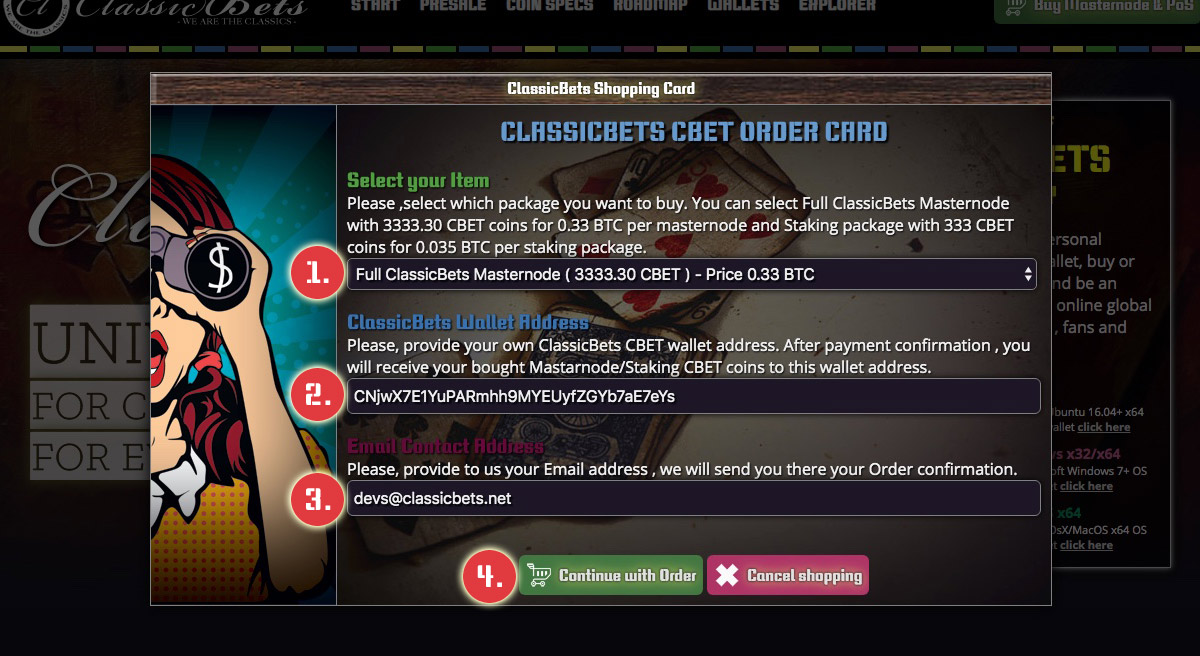 ClassicBets
- WE ARE THE CLASSICS -
START PRESALE COIN SPECS ROADMAP WALLETS EXPLORER
Buy Masternode & PoS
ClassicBets Shopping Card
CLASSICBETS CBET ORDER CARD
Select your Item
Please ,select which package you want to buy. You can select Full ClassicBets Masternode
with 3333.30 CBET coins for 0.33 BTC per masternode and Staking package with 333 CBET
coins for 0.035 BTC per staking package.
1.
Full ClassicBets Masternode ( 3333.30 CBET ) - Price 0.33 BTC
ClassicBets Wallet Address
Please, provide your own ClassicBets CBET wallet address. After payment confirmation , you
will receive your bought Mastarnode/Staking CBET coins to this wallet address.
2.
CNjwX7E1YuPARmhh9MYEUyfZGYb7aE7eYs
Email Contact Address
Please, provide to us your Email address , we will send you there your Order confirmation.
3.
devs@classicbets.net
4.
Continue with Order
Cancel shopping
$
UNI
FOR C
FOR E
ETS
ersonal
llet, buy or
nd be an
online global
, fans and
buntu 16.04+ x64
allet click here
ws x32/x64
oft Windows 7+ OS
et click here
x64
OsX/MacOS x64 OS
et click here